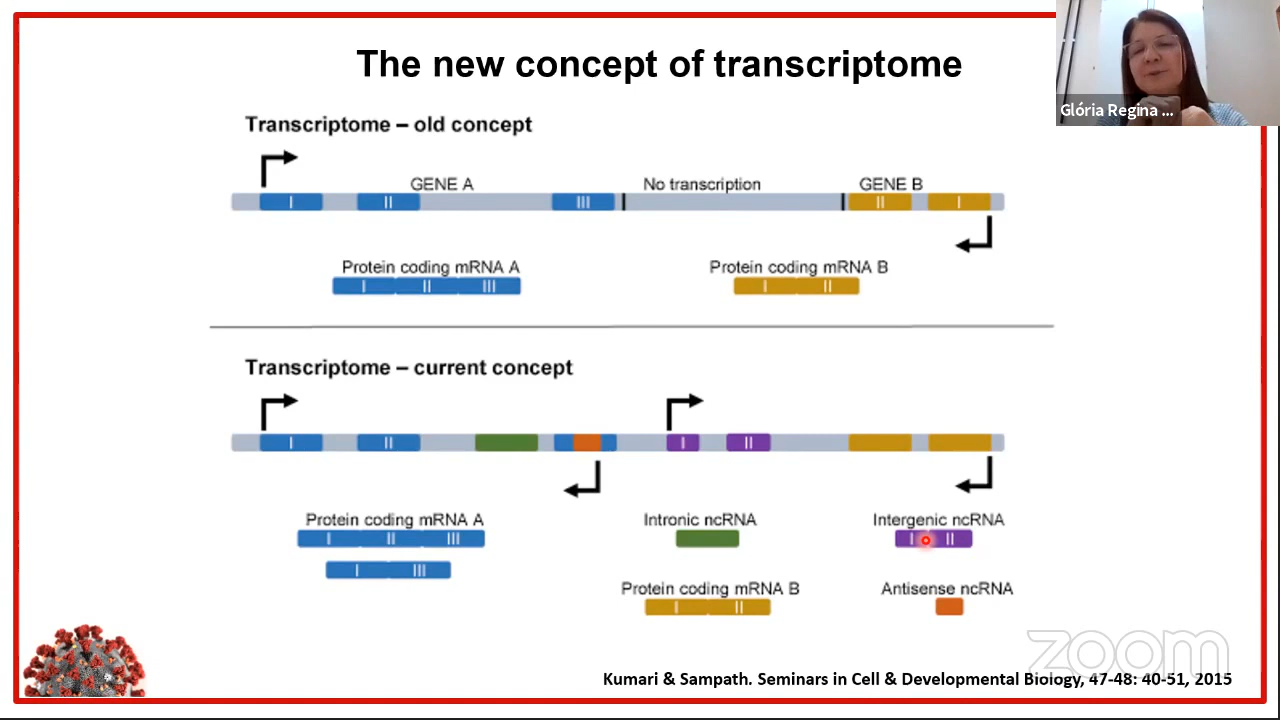 The new concept of transcriptome
Glória Regina ...
Transcriptome – old concept
GENE A
No transcription
GENE B
I
II
III
II
I
Protein coding mRNA A
Protein coding mRNA B
I
II
III
I
II
Transcriptome – current concept
I
II
I
II
Protein coding mRNA A
Intronic ncRNA
Intergenic ncRNA
I
II
III
I
II
I
III
Protein coding mRNA B
Antisense ncRNA
I
II
zoom
Kumari & Sampath. Seminars in Cell & Developmental Biology, 47-48: 40-51, 2015